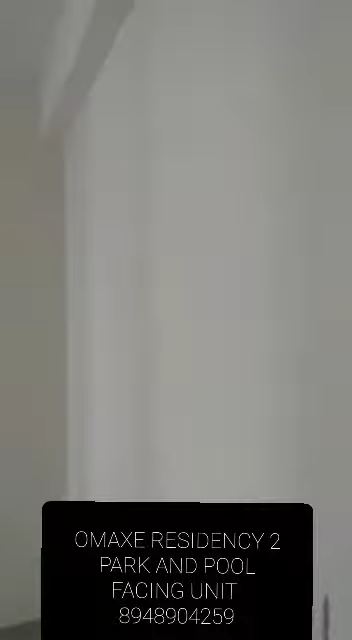 OMAXE RESIDENCY 2
PARK AND POOL
FACING UNIT
8948904259